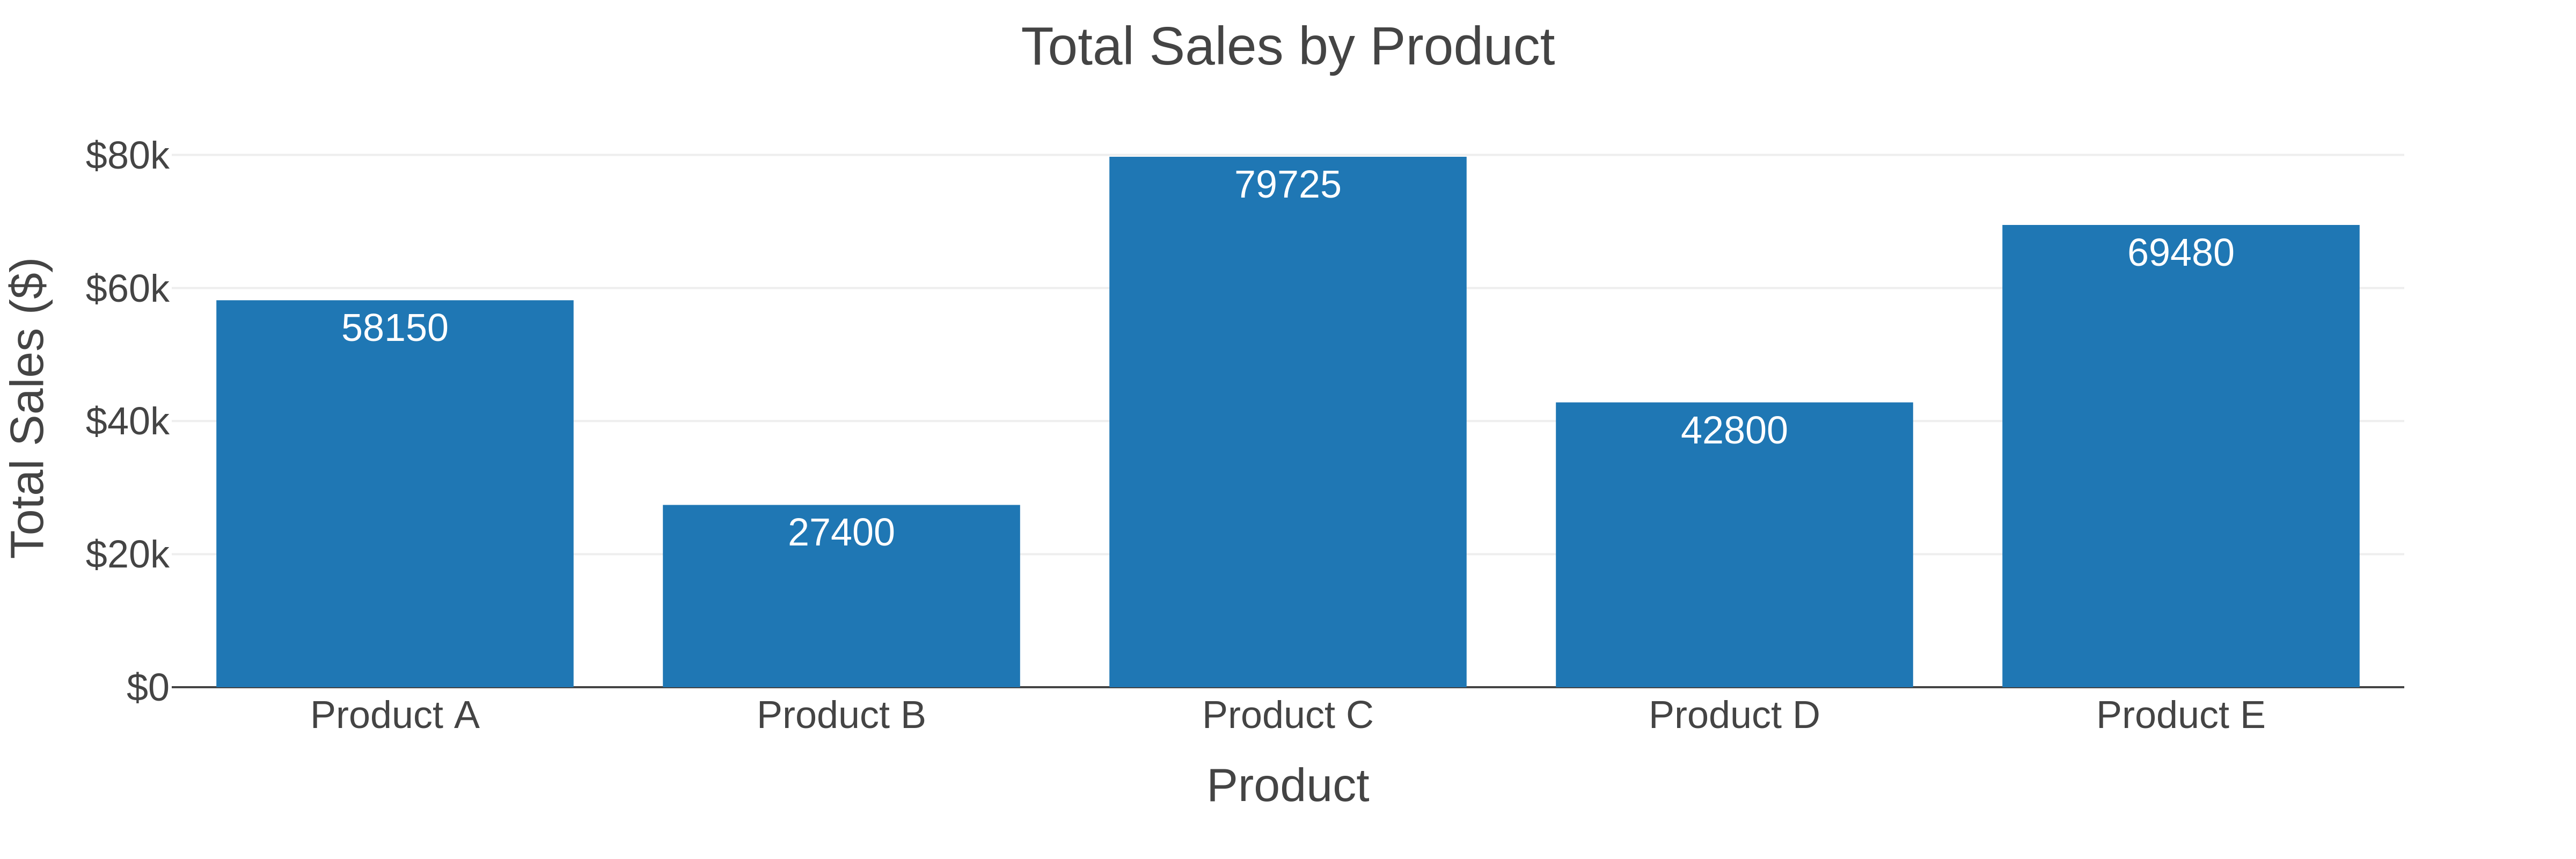 Total Sales by Product
Total Sales ($)
$80k
$60k
$40k
$20k
$0
58150
27400
79725
42800
69480
Product A
Product B
Product C
Product D
Product E
Product